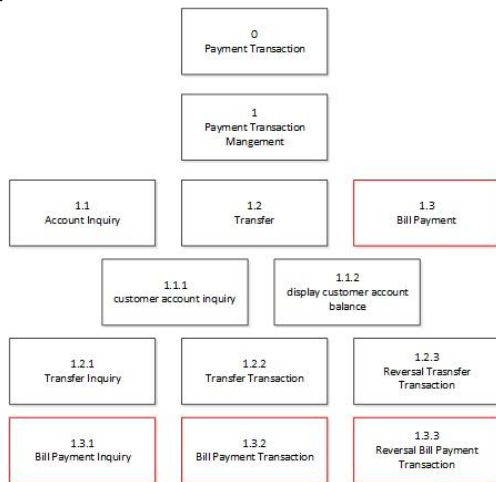 0
Payment Transaction
1
Payment Transaction
Mangement
1.1
Account Inquiry
1.2
Transfer
1.3
Bill Payment
1.1.1
customer account inquiry
1.1.2
display customer account
balance
1.2.1
Transfer Inquiry
1.2.2
Transfer Transaction
1.2.3
Reversal Trasnsfer
Transaction
1.3.1
Bill Payment Inquiry
1.3.2
Bill Payment Transaction
1.3.3
Reversal Bill Payment
Transaction